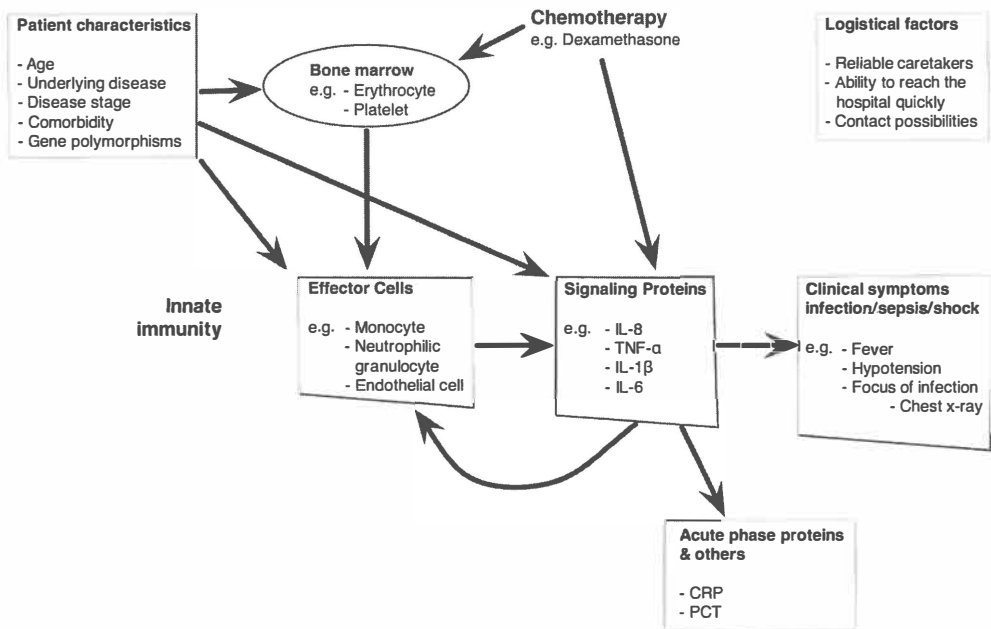 Patient characteristics
- Age
- Underlying disease
- Disease stage
- Comorbidity
- Gene polymorphisms
Bone marrow
e.g. - Erythrocyte
- Platelet
Chemotherapy
e.g. Dexamethasone
Logistical factors
- Reliable caretakers
- Ability to reach the
hospital quickly
- Contact possibilities
Innate
immunity
Effector Cells
e.g. - Monocyte
- Neutrophilic
granulocyte
- Endothelial cell
Signaling Proteins
e.g. - IL-8
- TNF-α
- IL-1β
- IL-6
Clinical symptoms
infection/sepsis/shock
e.g. - Fever
- Hypotension
- Focus of infection
- Chest x-ray
Acute phase proteins
& others
- CRP
- PCT